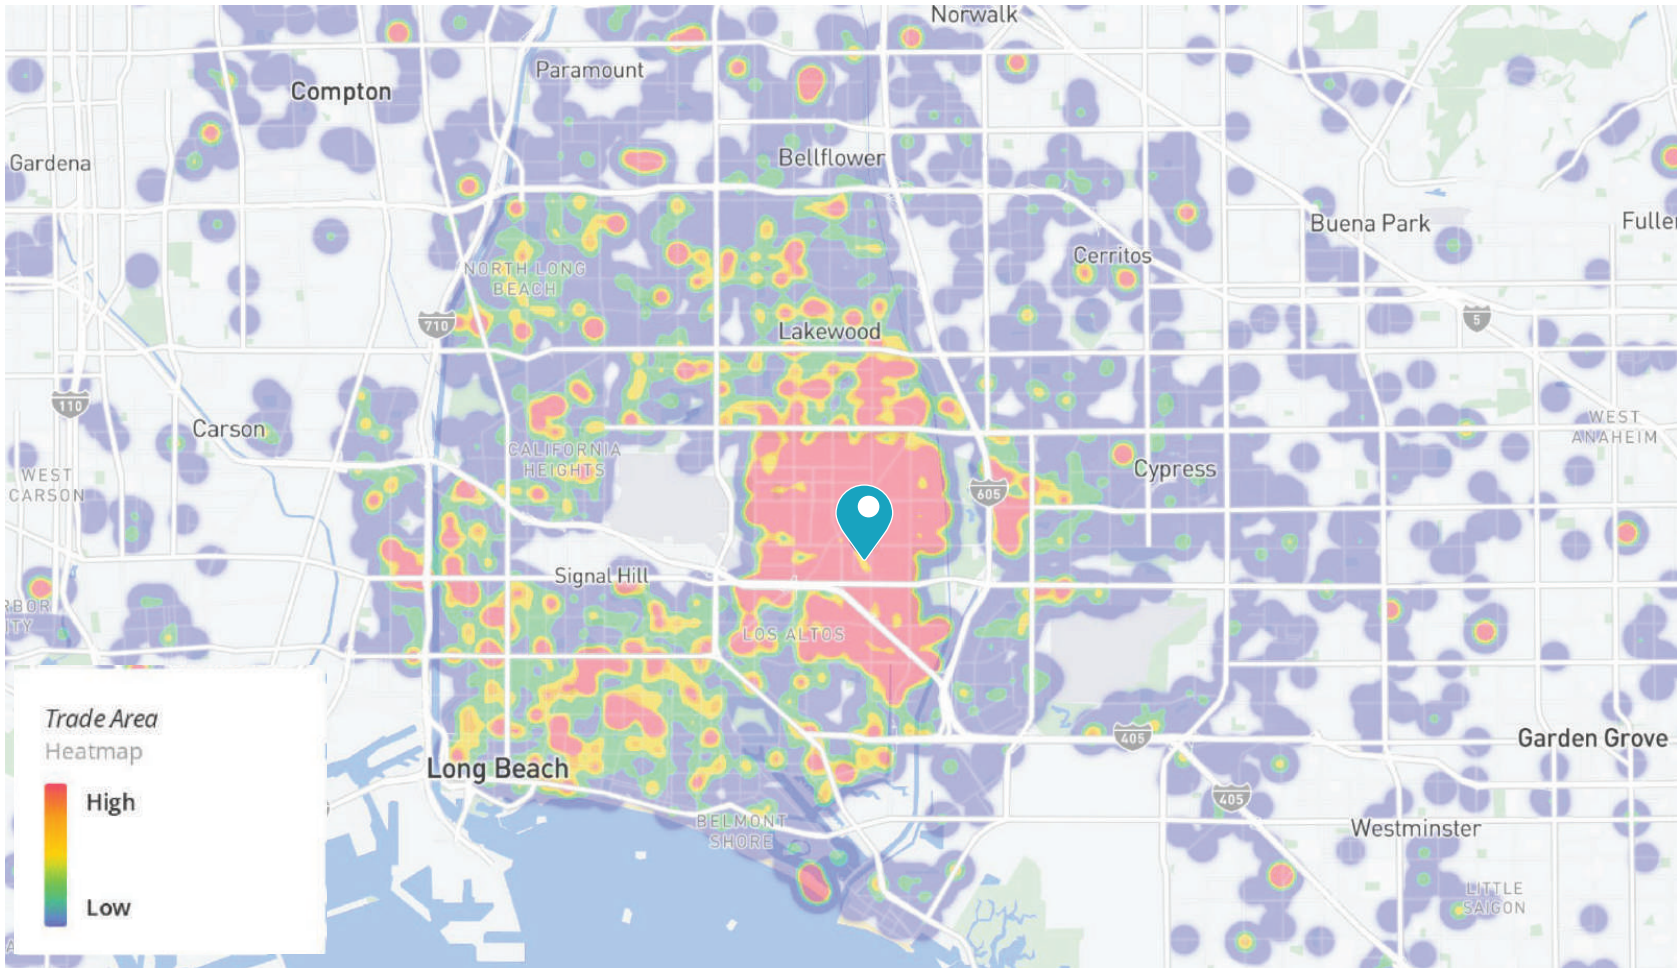 Norwalk
Paramount
Compton
Gardena
Bellflower
Buena Park
Cerritos
NORTH LONG
BEACH
710
Lakewood
5
110
Carson
CALIFORNIA
HEIGHTS
WEST
ANAHEIM
Cypress
WEST
CARSON
605
Signal Hill
LOS ALTOS
405
Garden Grove
Long Beach
405
BELMONT
SHORE
Westminster
LITTLE
SAIGON
Trade Area
Heatmap
High
Low